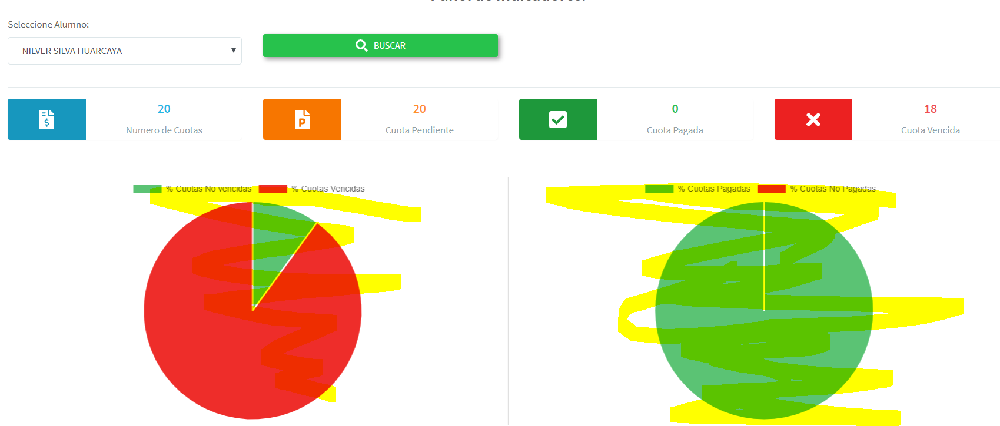 Seleccione Alumno:
NILVER SILVA HUARCAYA
BUSCAR
20
Numero de Cuotas
20
Cuota Pendiente
0
Cuota Pagada
18
Cuota Vencida
% Cuotas No vencidas % Cuotas Vencidas
% Cuotas Pagadas % Cuotas No Pagadas